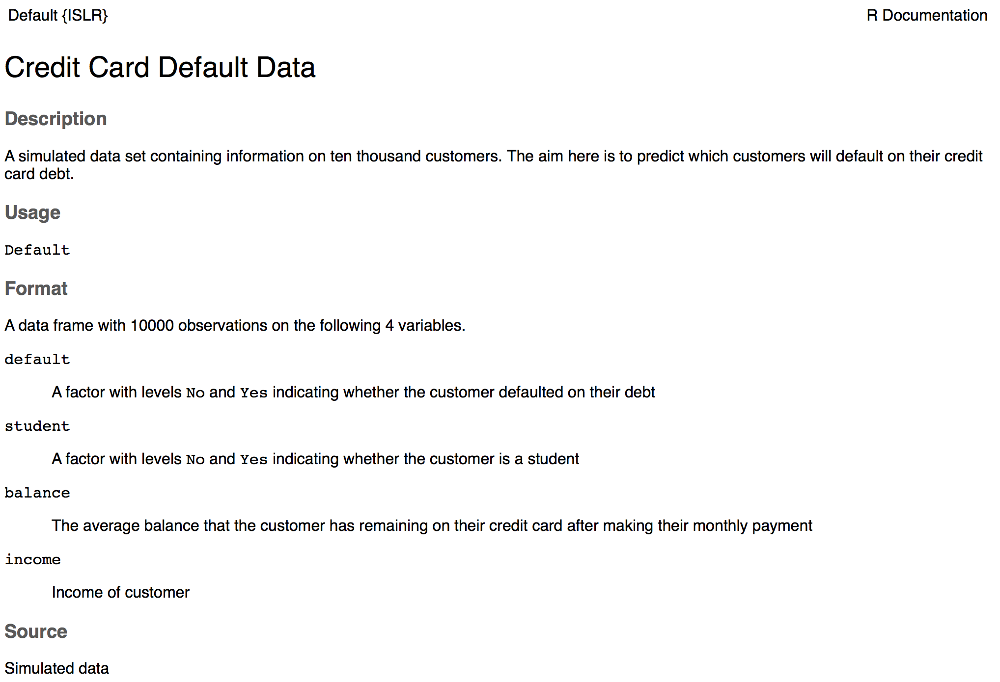 Default {ISLR}
R Documentation
Credit Card Default Data
Description
A simulated data set containing information on ten thousand customers. The aim here is to predict which customers will default on their credit
card debt.
Usage
Default
Format
A data frame with 10000 observations on the following 4 variables.
default
A factor with levels No and Yes indicating whether the customer defaulted on their debt
student
A factor with levels No and Yes indicating whether the customer is a student
balance
The average balance that the customer has remaining on their credit card after making their monthly payment
income
Income of customer
Source
Simulated data